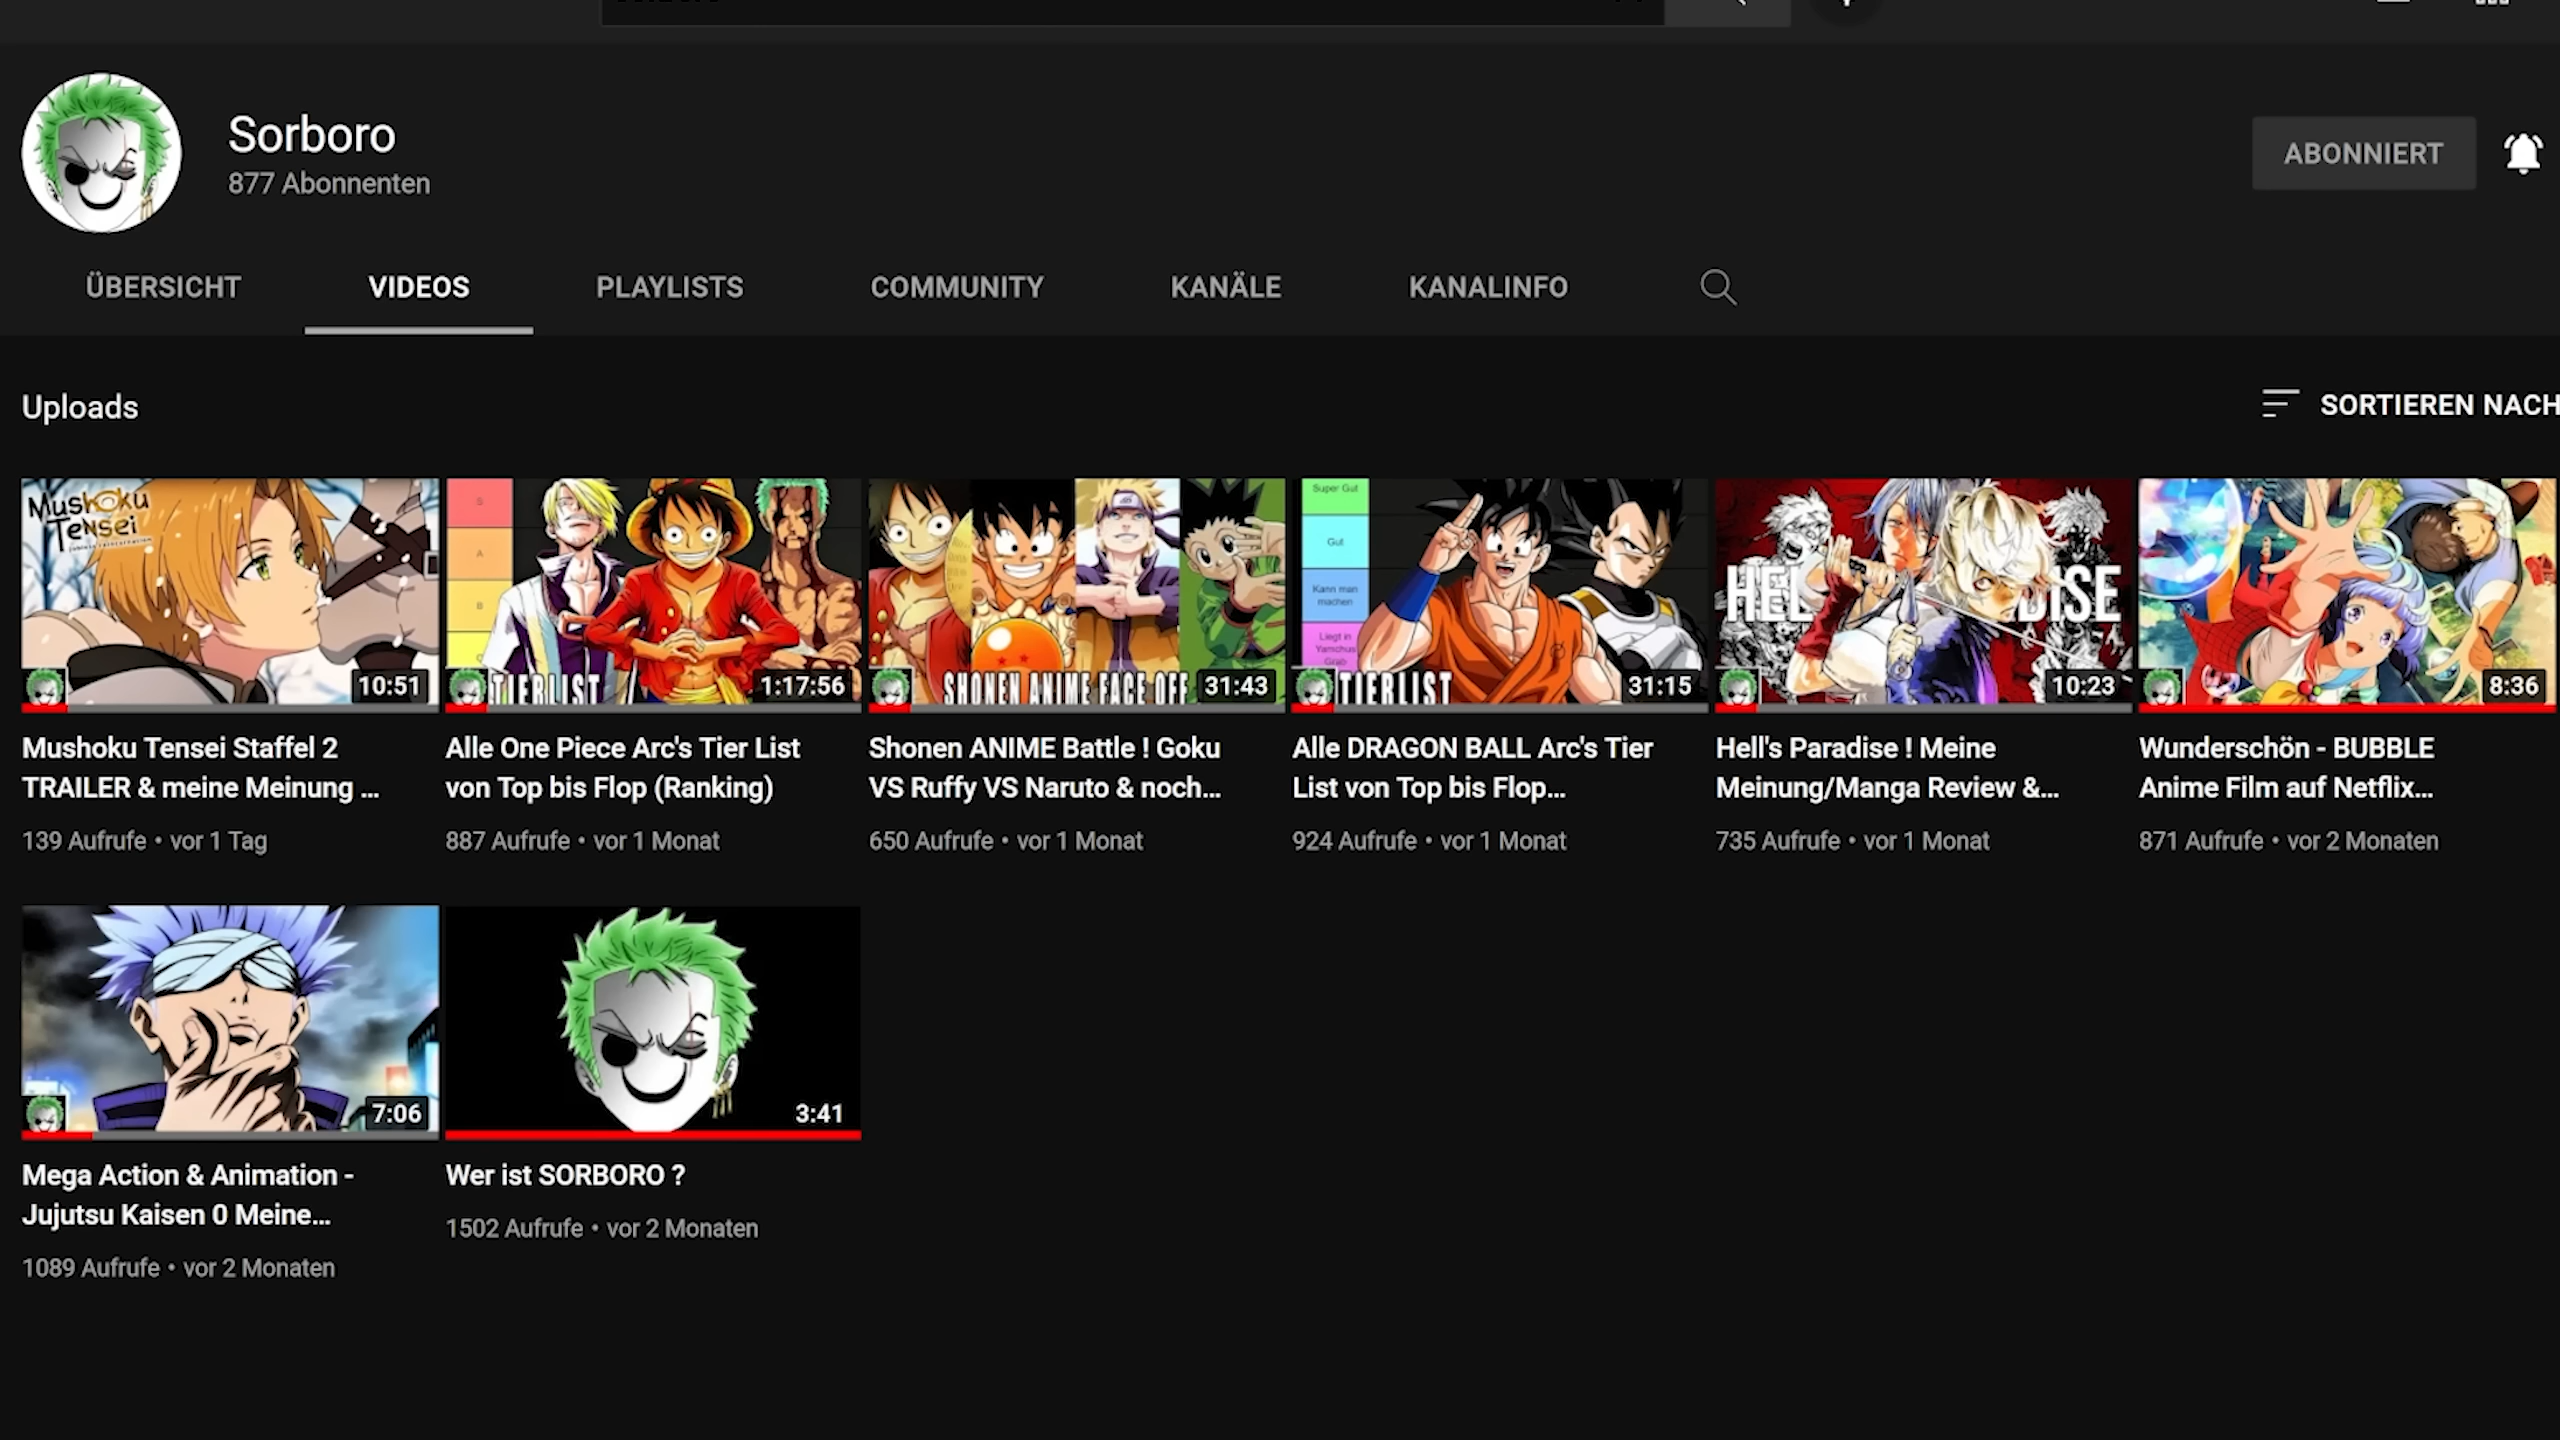 Sorboro
877 Abonnenten
ABONNIERT
ÜBERSICHT
VIDEOS
PLAYLISTS
COMMUNITY
KANÄLE
KANALINFO
Uploads
SORTIEREN NACH
Mushoku
Tensei
10:51
S
A
B
TIERLIST
1:17:56
SHONEN ANIME FACE OFF
31:43
Super Gut
Gut
Kann man
machen
Liegt in
Yamchus
Grab
TIERLIST
31:15
HEL
DISE
10:23
8:36
Mushoku Tensei Staffel 2
TRAILER & meine Meinung ...
139 Aufrufe • vor 1 Tag
Alle One Piece Arc's Tier List
von Top bis Flop (Ranking)
887 Aufrufe • vor 1 Monat
Shonen ANIME Battle ! Goku
VS Ruffy VS Naruto & noch...
650 Aufrufe • vor 1 Monat
Alle DRAGON BALL Arc's Tier
List von Top bis Flop...
924 Aufrufe • vor 1 Monat
Hell's Paradise ! Meine
Meinung/Manga Review &...
735 Aufrufe • vor 1 Monat
Wunderschön - BUBBLE
Anime Film auf Netflix...
871 Aufrufe • vor 2 Monaten
7:06
3:41
Mega Action & Animation -
Jujutsu Kaisen 0 Meine...
1089 Aufrufe • vor 2 Monaten
Wer ist SORBORO ?
1502 Aufrufe • vor 2 Monaten